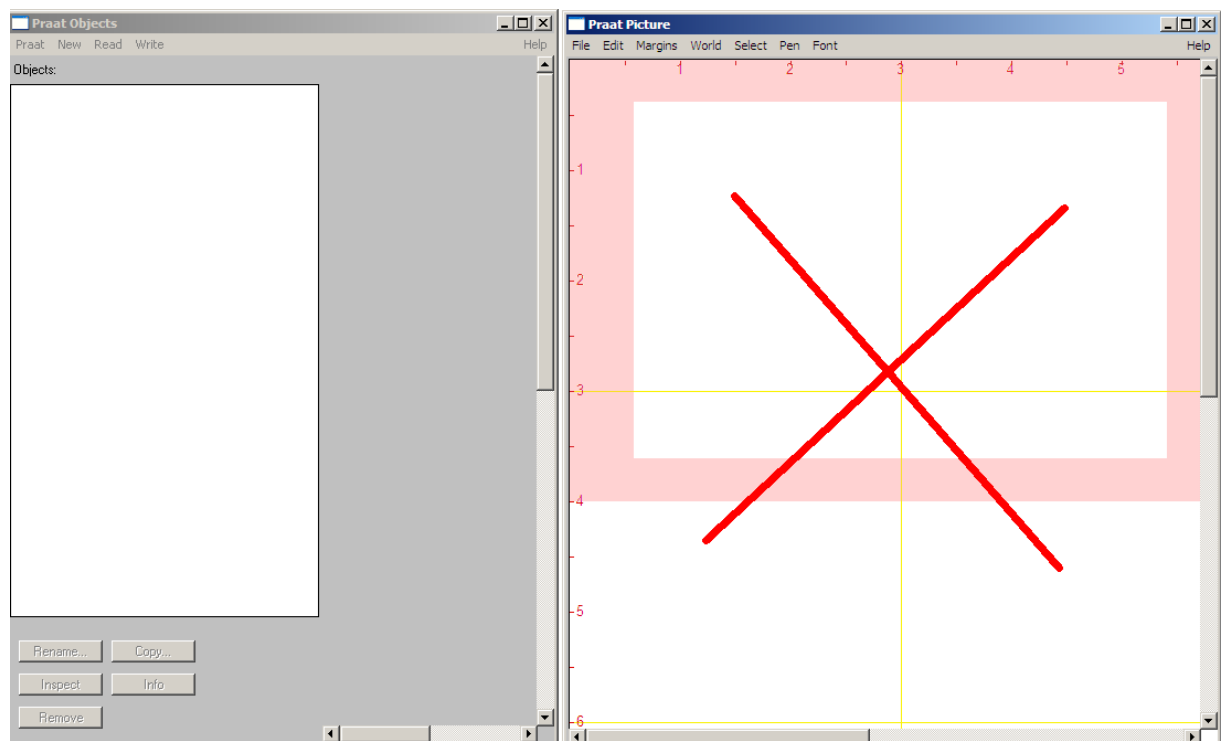 Praat Objects
Praat New Read Write Help
Objects:
Rename... Copy...
Inspect Info
Remove
Praat Picture
File Edit Margins World Select Pen Font Help
1 2 3 4 5
1
2
3
4
5
6